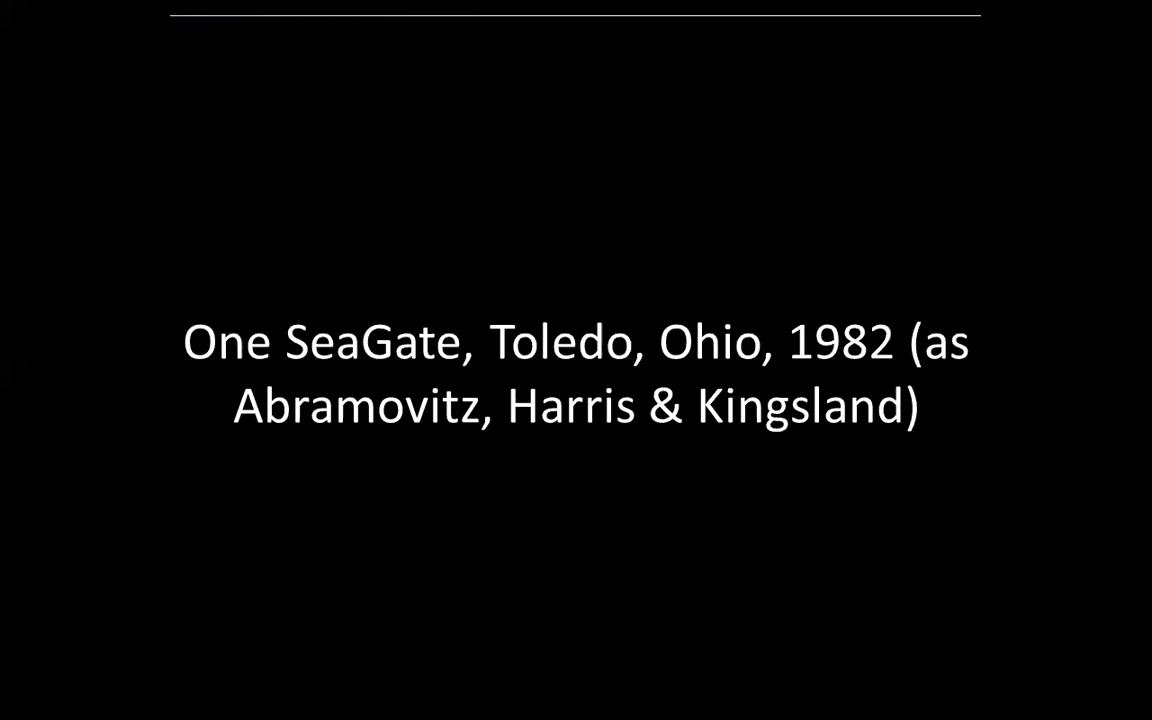 One SeaGate, Toledo, Ohio, 1982 (as
Abramovitz, Harris & Kingsland)